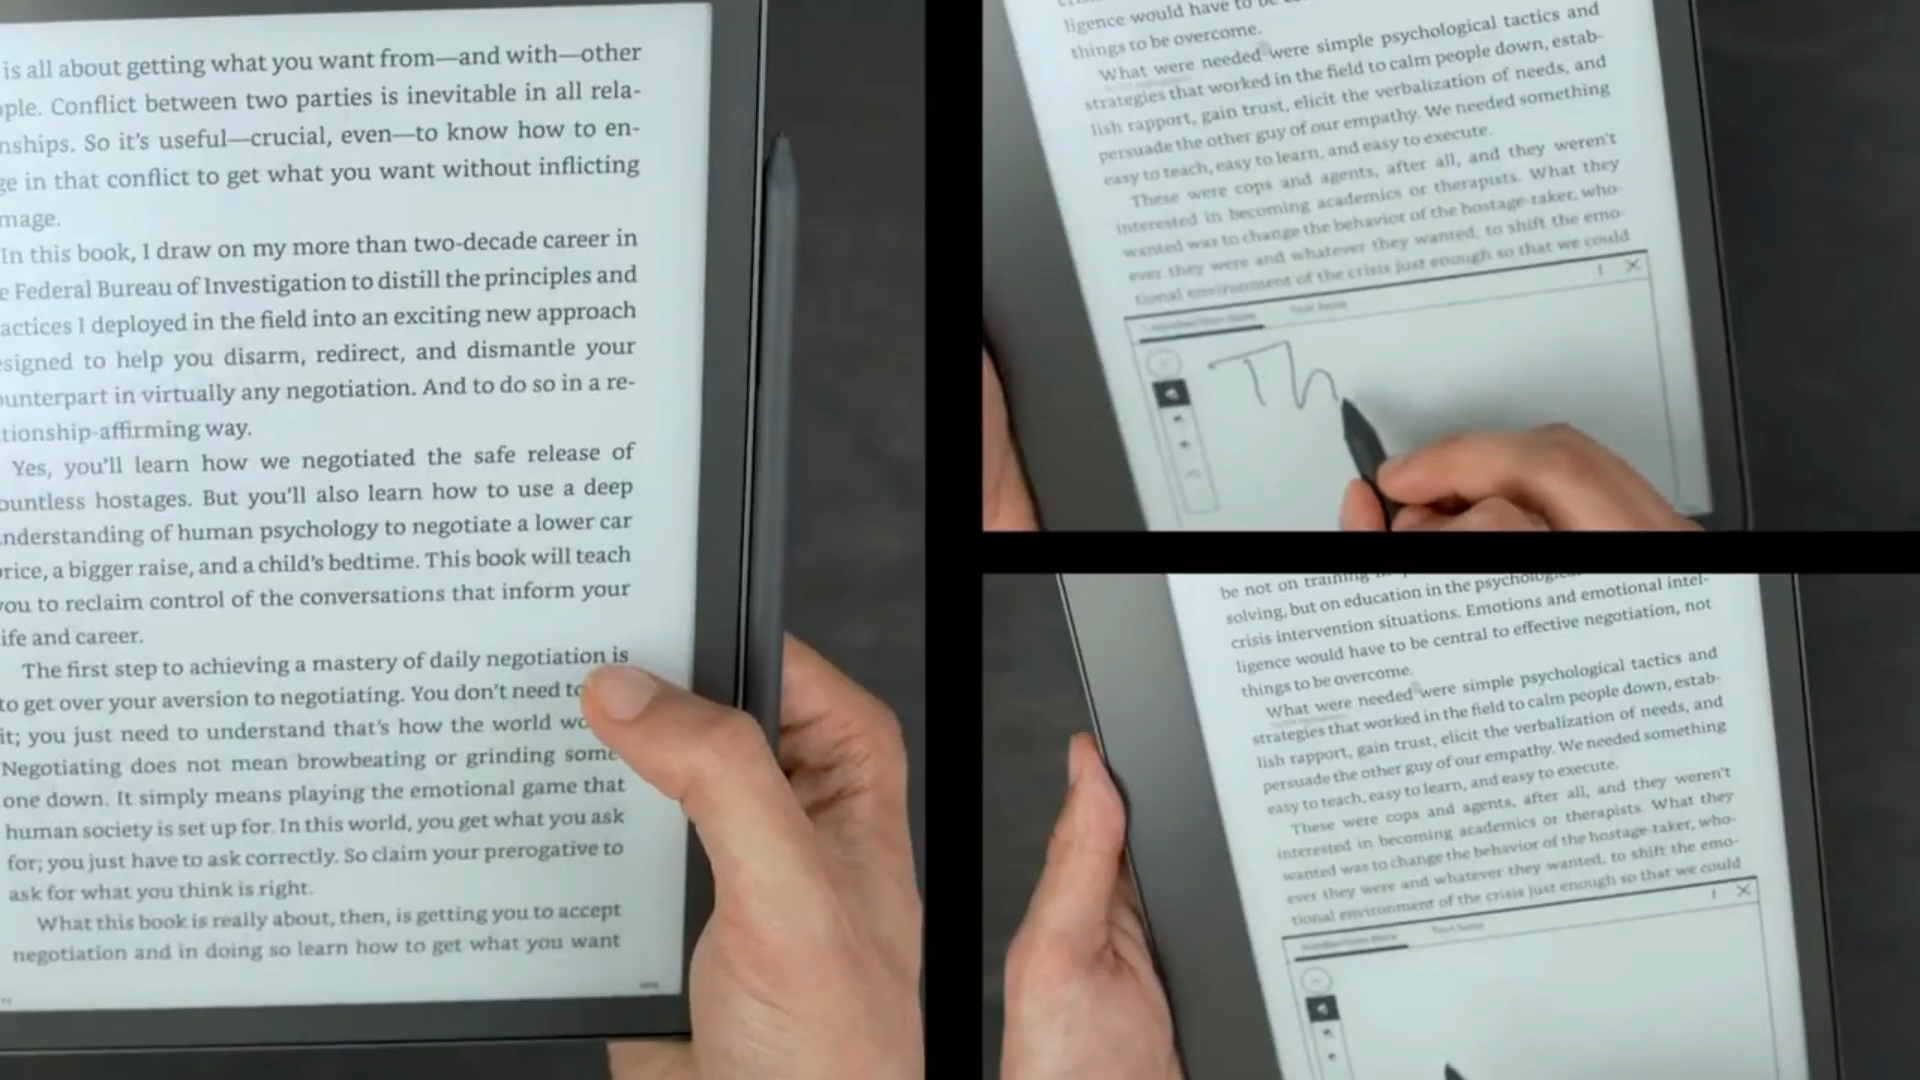 is all about getting what you want from—and with—other
ple. Conflict between two parties is inevitable in all rela-
nships. So it's useful—crucial, even—to know how to en-
ge in that conflict to get what you want without inflicting
mage.
In this book, I draw on my more than two-decade career in
e Federal Bureau of Investigation to distill the principles and
actices I deployed in the field into an exciting new approach
signed to help you disarm, redirect, and dismantle your
ounterpart in virtually any negotiation. And to do so in a re-
tionship-affirming way.
Yes, you'll learn how we negotiated the safe release of
ountless hostages. But you'll also learn how to use a deep
nderstanding of human psychology to negotiate a lower car
rice, a bigger raise, and a child's bedtime. This book will teach
you to reclaim control of the conversations that inform your
ife and career.
The first step to achieving a mastery of daily negotiation is
to get over your aversion to negotiating. You don't need to
it; you just need to understand that's how the world wo
Negotiating does not mean browbeating or grinding some-
one down. It simply means playing the emotional game that
human society is set up for. In this world, you get what you ask
for; you just have to ask correctly. So claim your prerogative to
ask for what you think is right.
What this book is really about, then, is getting you to accept
negotiation and in doing so learn how to get what you want
ligence would have to be
things to be overcome.
What were needed were simple psychological tactics and
strategies that worked in the field to calm people down, estab-
lish rapport, gain trust, elicit the verbalization of needs, and
persuade the other guy of our empathy. We needed something
easy to teach, easy to learn, and easy to execute.
These were cops and agents, after all, and they weren't
interested in becoming academics or therapists. What they
wanted was to change the behavior of the hostage-taker, who-
ever they were and whatever they wanted, to shift the emo-
tional environment of the crisis just enough so that we could
Text Note
Th
be not on training
solving, but on education in the psychological
crisis intervention situations. Emotions and emotional intel-
ligence would have to be central to effective negotiation, not
things to be overcome.
What were needed were simple psychological tactics and
strategies that worked in the field to calm people down, estab-
lish rapport, gain trust, elicit the verbalization of needs, and
persuade the other guy of our empathy. We needed something
easy to teach, easy to learn, and easy to execute.
These were cops and agents, after all, and they weren't
interested in becoming academics or therapists. What they
wanted was to change the behavior of the hostage-taker, who-
ever they were and whatever they wanted, to shift the emo-
tional environment of the crisis just enough so that we could
Text Note